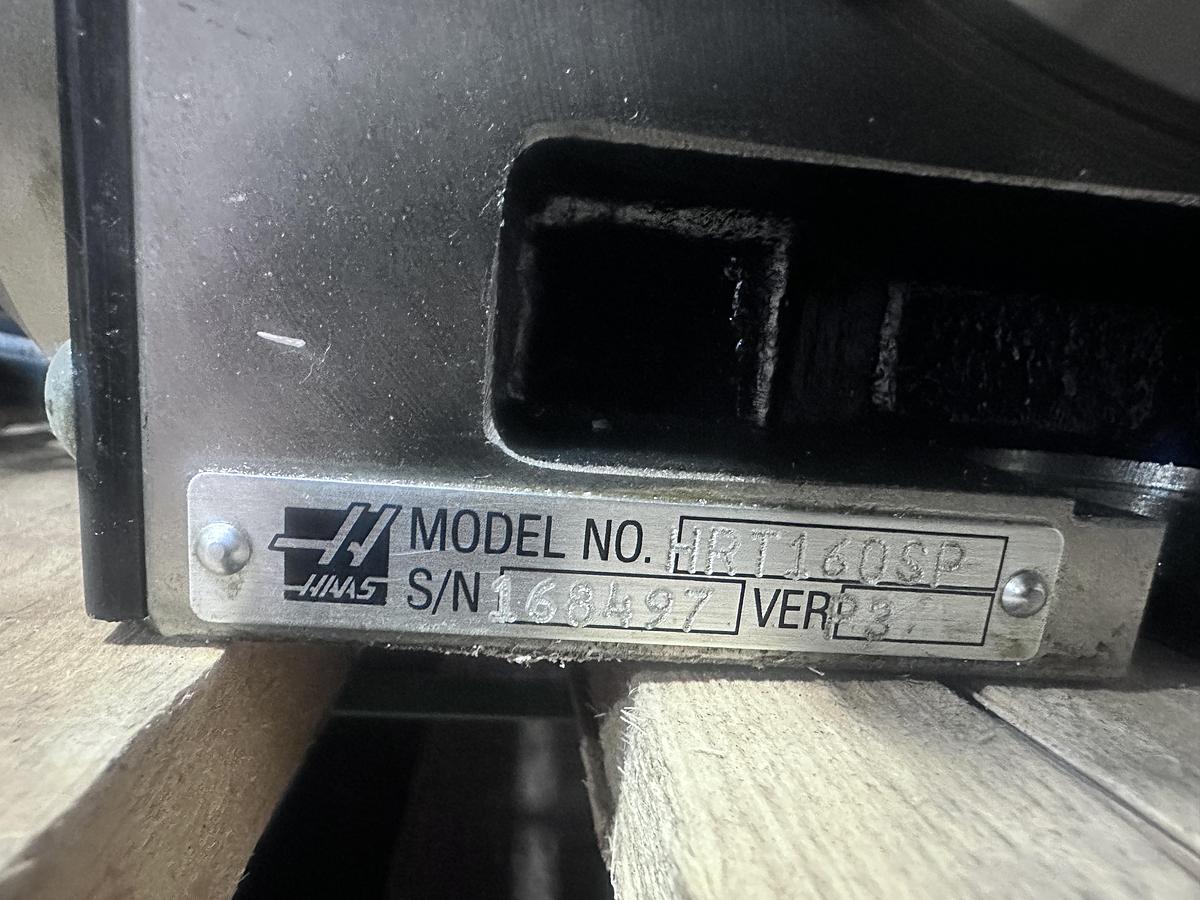 HAAS
MODEL NO. HRT160SP
S/N 168497 VER P3